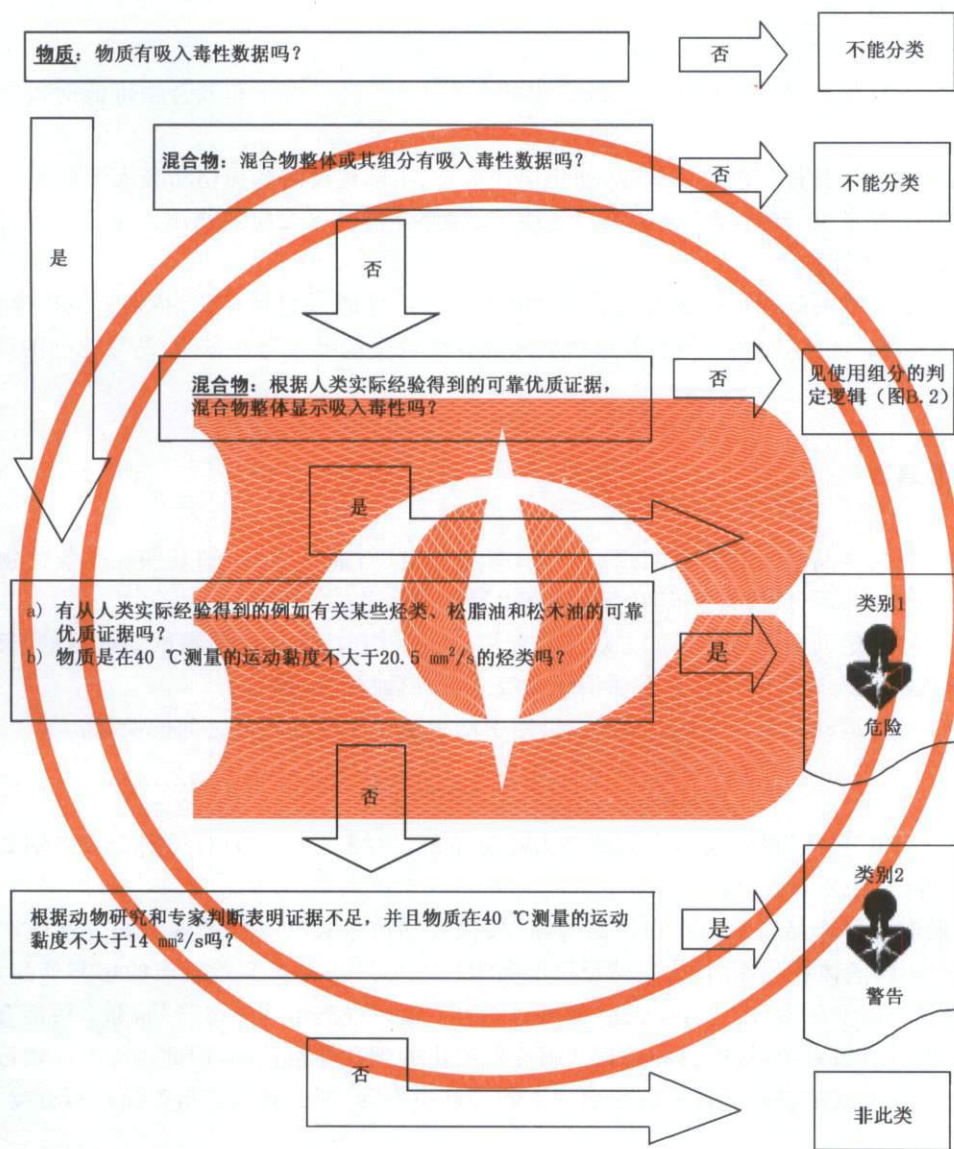 物质：物质有吸入毒性数据吗？
否
不能分类
混合物：混合物整体或其组分有吸入毒性数据吗？
否
不能分类
是
否
混合物：根据人类实际经验得到的可靠优质证据，
混合物整体显示吸入毒性吗？
否
见使用组分的判
定逻辑（图B.2）
是
a) 有从人类实际经验得到的例如有关某些烃类、松脂油和松木油的可靠
优质证据吗？
b) 物质是在40 ℃测量的运动黏度不大于20.5 mm²/s的烃类吗？
是
类别1
危险
否
根据动物研究和专家判断表明证据不足，并且物质在40 ℃测量的运动
黏度不大于14 mm²/s吗？
是
类别2
警告
否
非此类